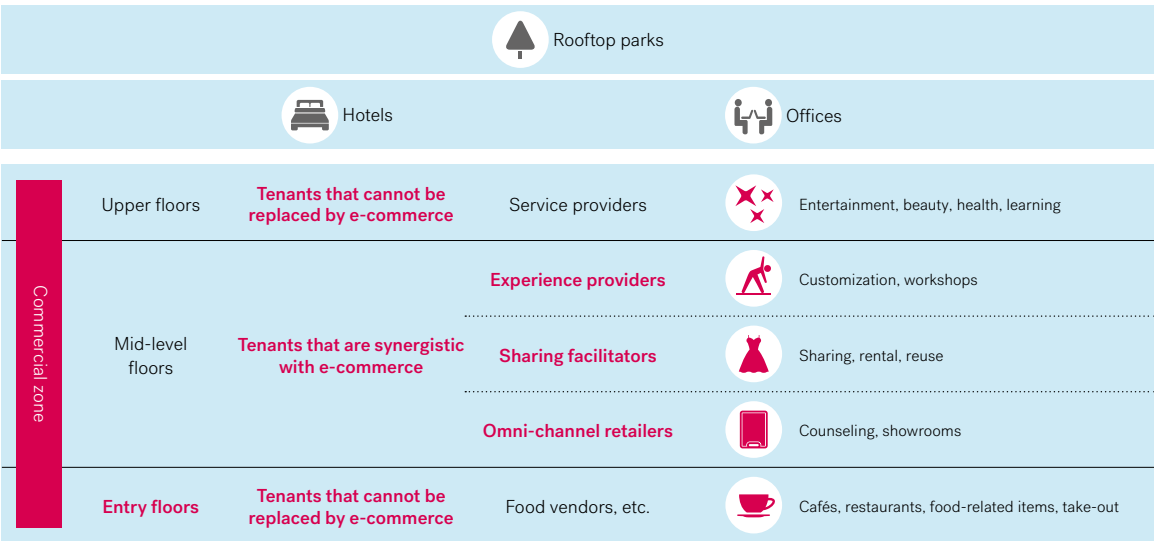 Rooftop parks
Hotels
Offices
Commercial zone
Upper floors
Tenants that cannot be
replaced by e-commerce
Service providers
Entertainment, beauty, health, learning
Mid-level
floors
Tenants that are synergistic
with e-commerce
Experience providers
Customization, workshops
Sharing facilitators
Sharing, rental, reuse
Omni-channel retailers
Counseling, showrooms
Entry floors
Tenants that cannot be
replaced by e-commerce
Food vendors, etc.
Cafés, restaurants, food-related items, take-out